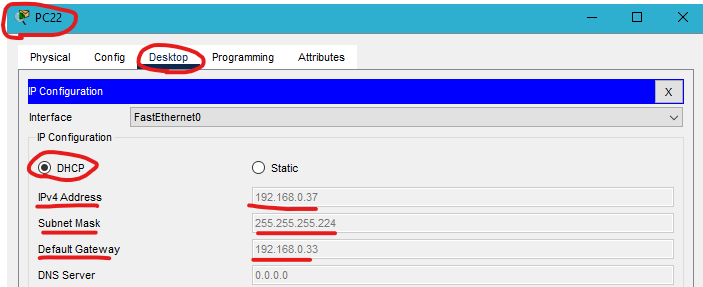 PC22
Physical Config Desktop Programming Attributes
IP Configuration X
Interface FastEthernet0
IP Configuration
DHCP Static
IPv4 Address 192.168.0.37
Subnet Mask 255.255.255.224
Default Gateway 192.168.0.33
DNS Server 0.0.0.0